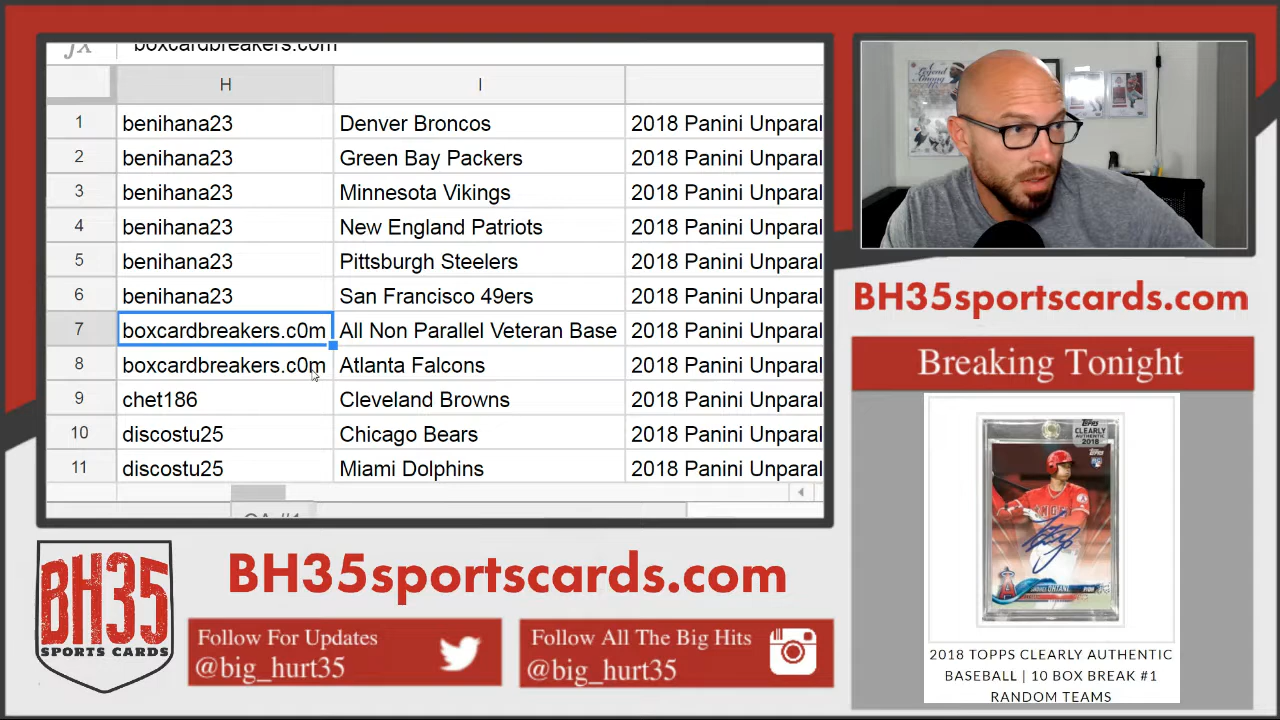 fx boxcardbreakers.com
H I
1 benihana23 Denver Broncos 2018 Panini Unparal
2 benihana23 Green Bay Packers 2018 Panini Unparal
3 benihana23 Minnesota Vikings 2018 Panini Unparal
4 benihana23 New England Patriots 2018 Panini Unparal
5 benihana23 Pittsburgh Steelers 2018 Panini Unparal
6 benihana23 San Francisco 49ers 2018 Panini Unparal
7 boxcardbreakers.c0m All Non Parallel Veteran Base 2018 Panini Unparal
8 boxcardbreakers.c0m Atlanta Falcons 2018 Panini Unparal
9 chet186 Cleveland Browns 2018 Panini Unparal
10 discostu25 Chicago Bears 2018 Panini Unparal
11 discostu25 Miami Dolphins 2018 Panini Unparal
BH35sportscards.com
Breaking Tonight
Topps
CLEARLY
AUTHENTIC
2018
ANGELS
2018 TOPPS CLEARLY AUTHENTIC
BASEBALL | 10 BOX BREAK #1
RANDOM TEAMS
BH35
SPORTS CARDS
BH35sportscards.com
Follow For Updates
@big_hurt35
Follow All The Big Hits
@big_hurt35